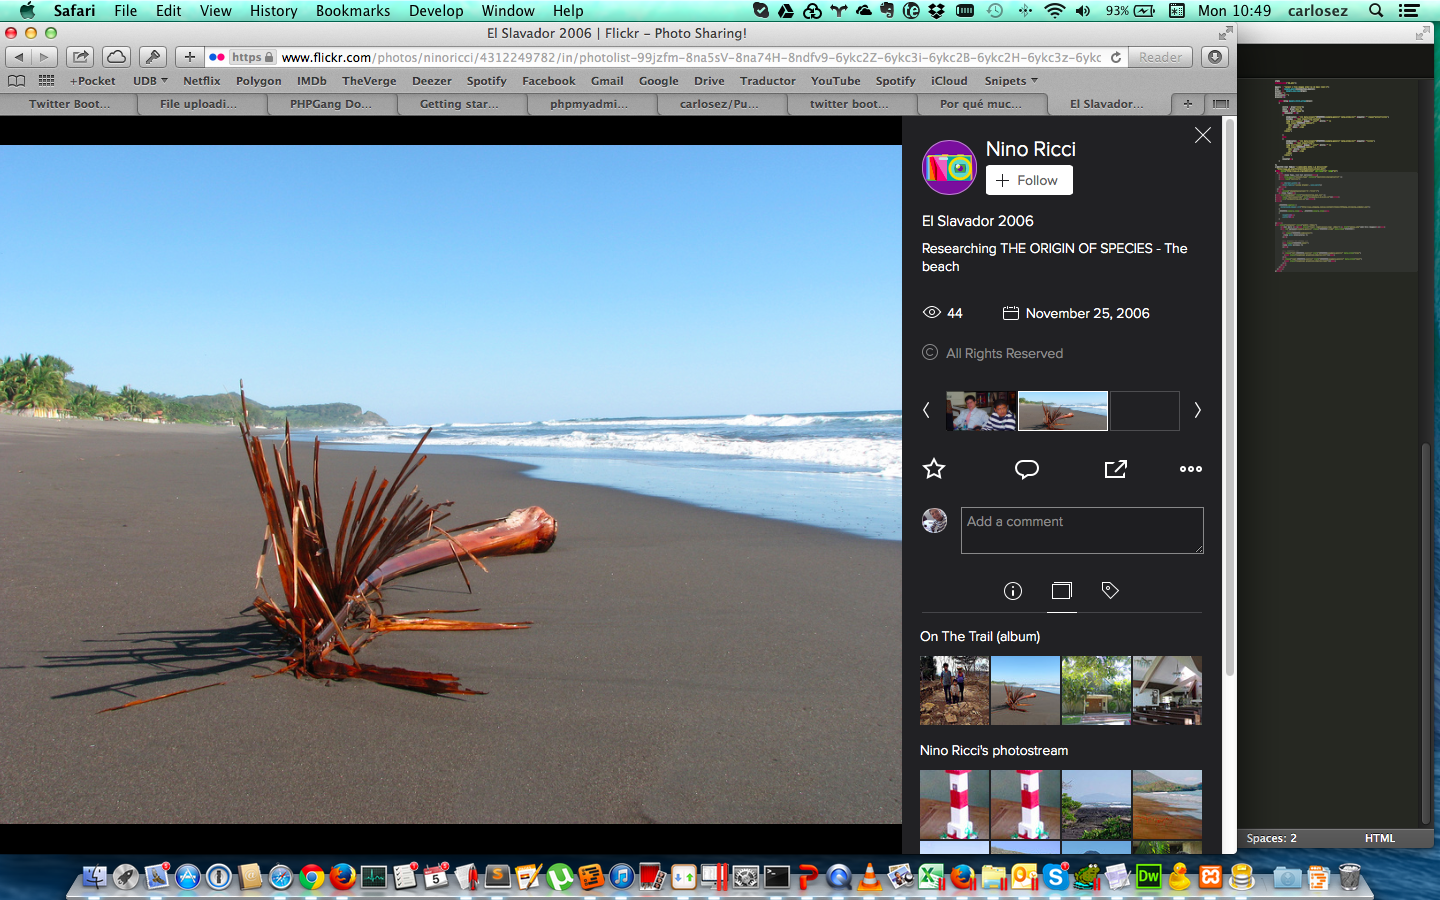 Safari File Edit View History Bookmarks Develop Window Help 93% Mon 10:49 carlosez
El Slavador 2006 | Flickr - Photo Sharing!
https www.flickr.com/photos/ninoricci/4312249782/in/photolist-99jzfm-8na5sV-8na74H-8ndfv9-6ykc2Z-6ykc3i-6ykc2B-6ykc2H-6ykc3z-6ykc Reader
+Pocket UDB Netflix Polygon IMDb TheVerge Deezer Spotify Facebook Gmail Google Drive Traductor YouTube Spotify iCloud Snipets
Twitter Boot... File uploadi... PHPGang Do... Getting star... phpmyadmi... carlosez/Pu... twitter boot... Por qué muc... El Slavador...
Nino Ricci
Follow
El Slavador 2006
Researching THE ORIGIN OF SPECIES - The
beach
44 November 25, 2006
© All Rights Reserved
Add a comment
On The Trail (album)
Nino Ricci's photostream
Spaces: 2 HTML
5
Dw